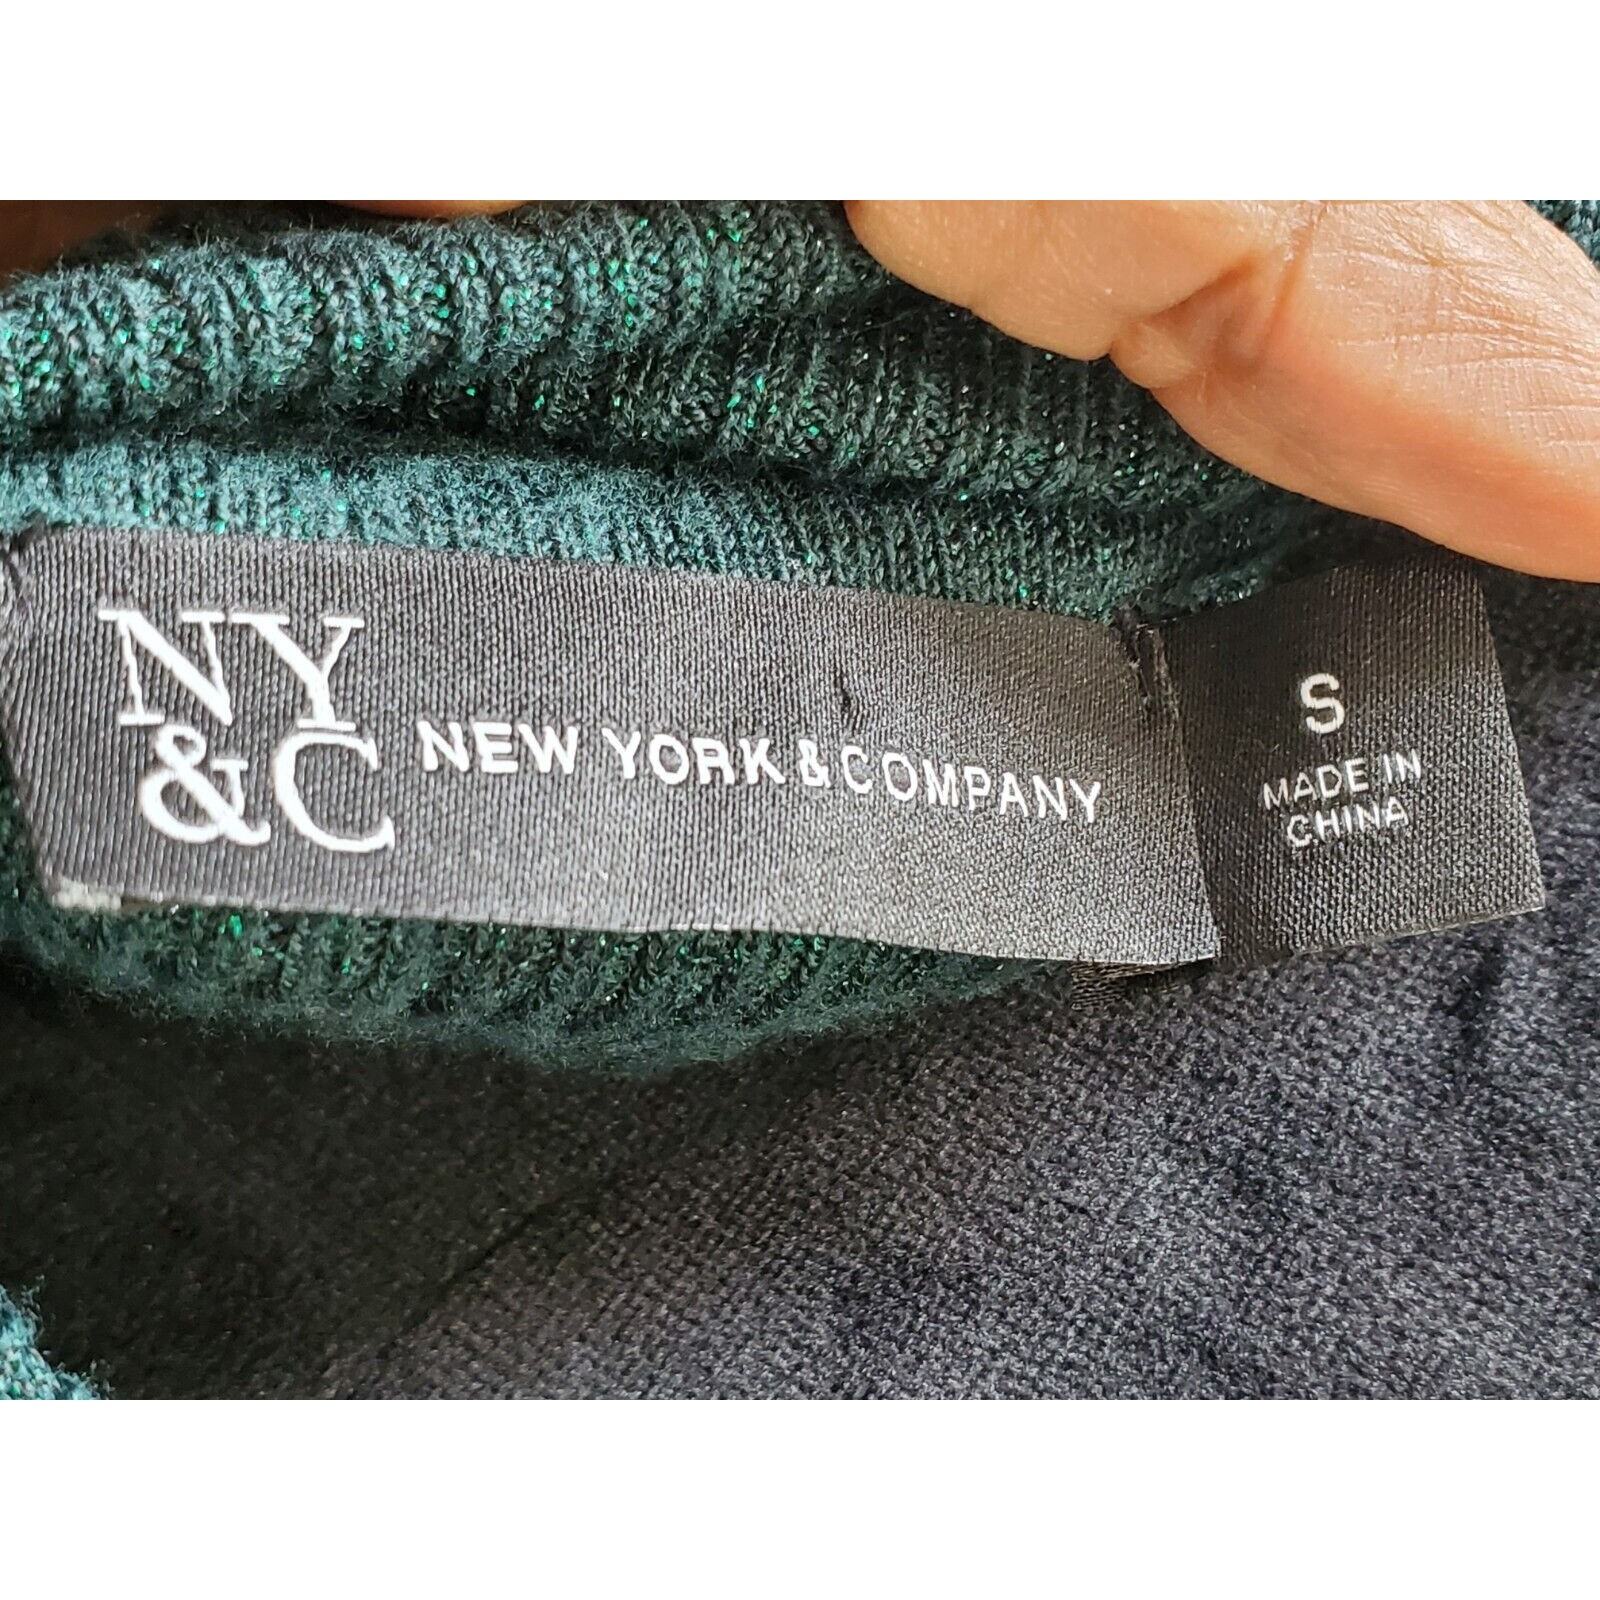 NY
&C NEW YORK & COMPANY
S
MADE IN
CHINA